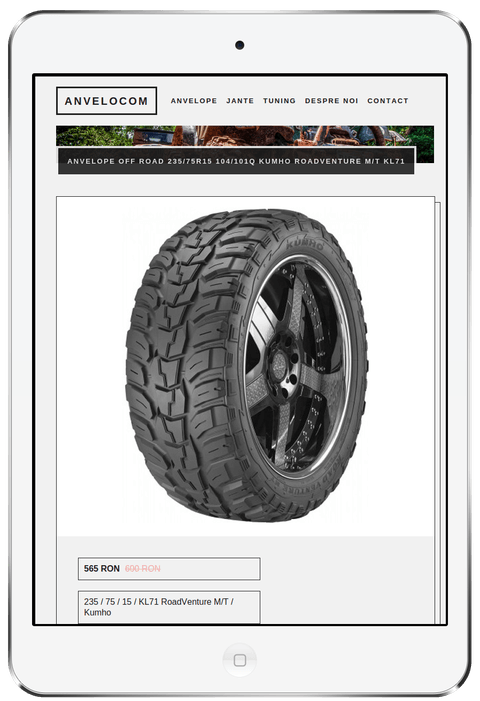 ANVELOCOM
ANVELOPE JANTE TUNING DESPRE NOI CONTACT
ANVELOPE OFF ROAD 235/75R15 104/101Q KUMHO ROADVENTURE M/T KL71
565 RON 600 RON
235 / 75 / 15 / KL71 RoadVenture M/T /
Kumho